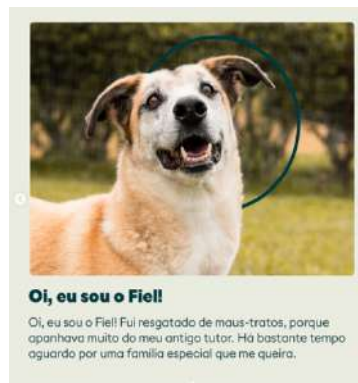 Oi, eu sou o Fiel!
Oi, eu sou o Fiel! Fui resgatado de maus-tratos, porque
apanhava muito do meu antigo tutor. Há bastante tempo
aguardo por uma família especial que me queira.